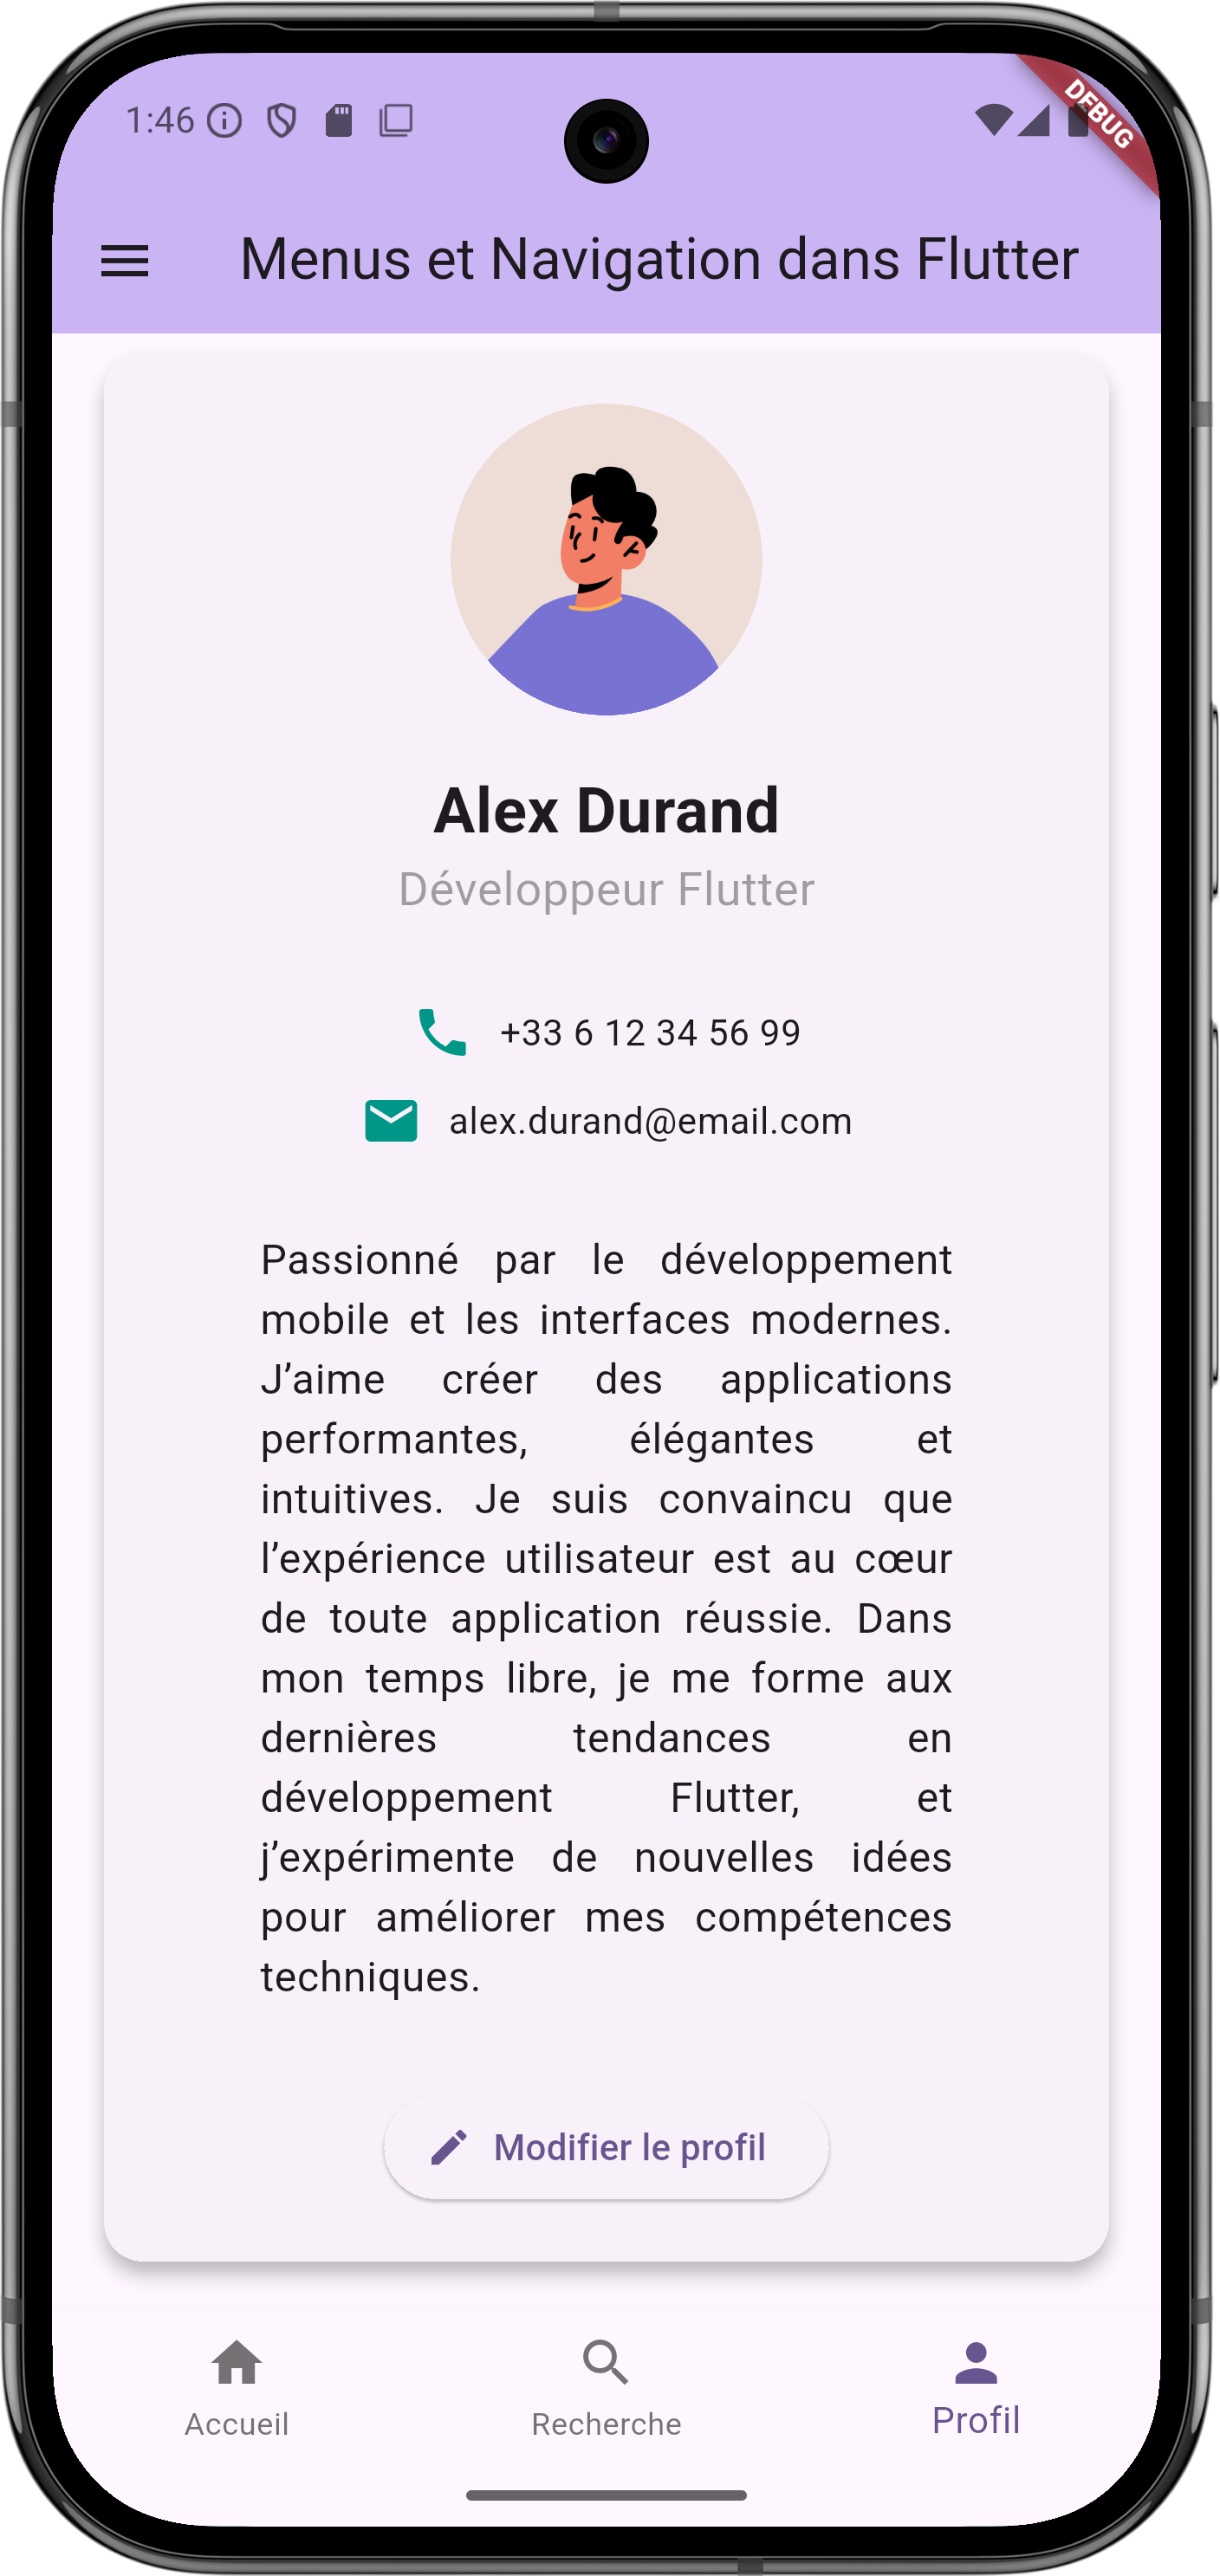 1:46
DEBUG
Menus et Navigation dans Flutter
Alex Durand
Développeur Flutter
+33 6 12 34 56 99
alex.durand@email.com
Passionné par le développement
mobile et les interfaces modernes.
J’aime créer des applications
performantes, élégantes et
intuitives. Je suis convaincu que
l’expérience utilisateur est au cœur
de toute application réussie. Dans
mon temps libre, je me forme aux
dernières tendances en
développement Flutter, et
j’expérimente de nouvelles idées
pour améliorer mes compétences
techniques.
Modifier le profil
Accueil
Recherche
Profil